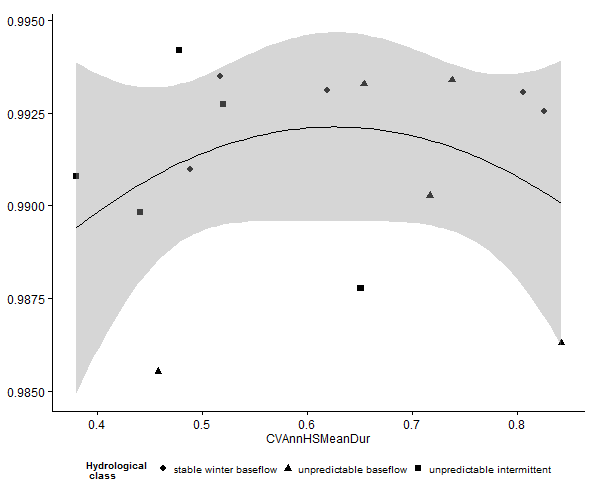 0.9950
0.9925
0.9900
0.9875
0.9850
0.4 0.5 0.6 0.7 0.8
CVAnnHSMeanDur
Hydrological
class
stable winter baseflow unpredictable baseflow unpredictable intermittent